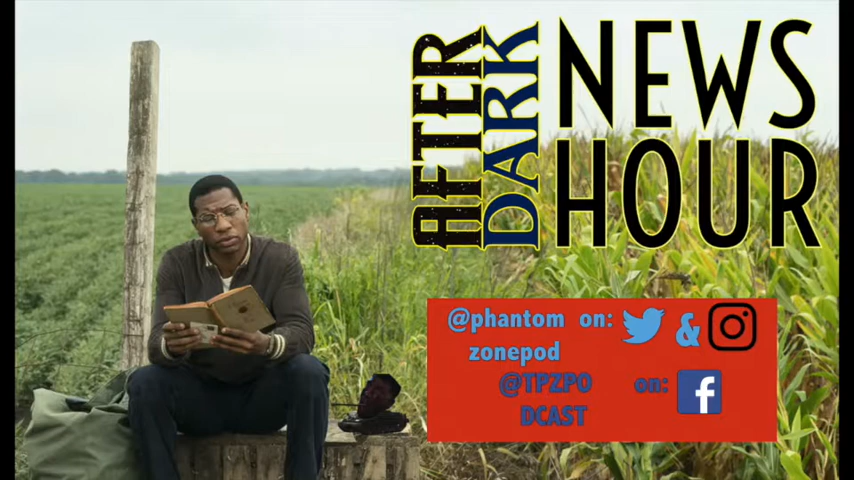 AFTER
DARK
NEWS
HOUR
@phantom on:
&
zonepod
@TPZPO on:
DCAST